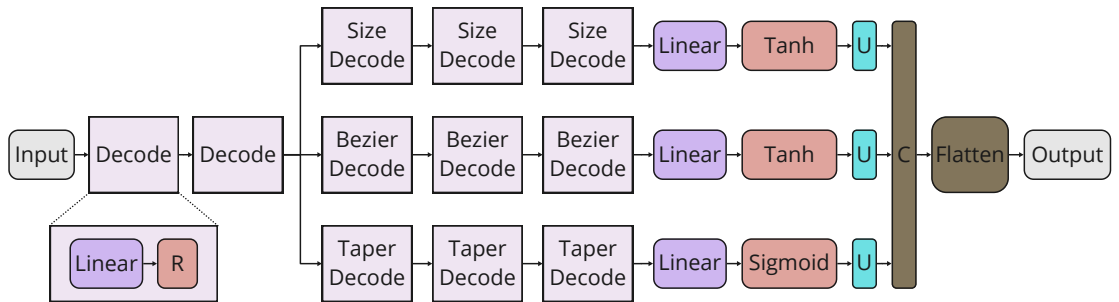 Size
Decode
Size
Decode
Size
Decode
Linear
Tanh
U
Input
Decode
Decode
Bezier
Decode
Bezier
Decode
Bezier
Decode
Linear
Tanh
U
C
Flatten
Output
Linear
R
Taper
Decode
Taper
Decode
Taper
Decode
Linear
Sigmoid
U